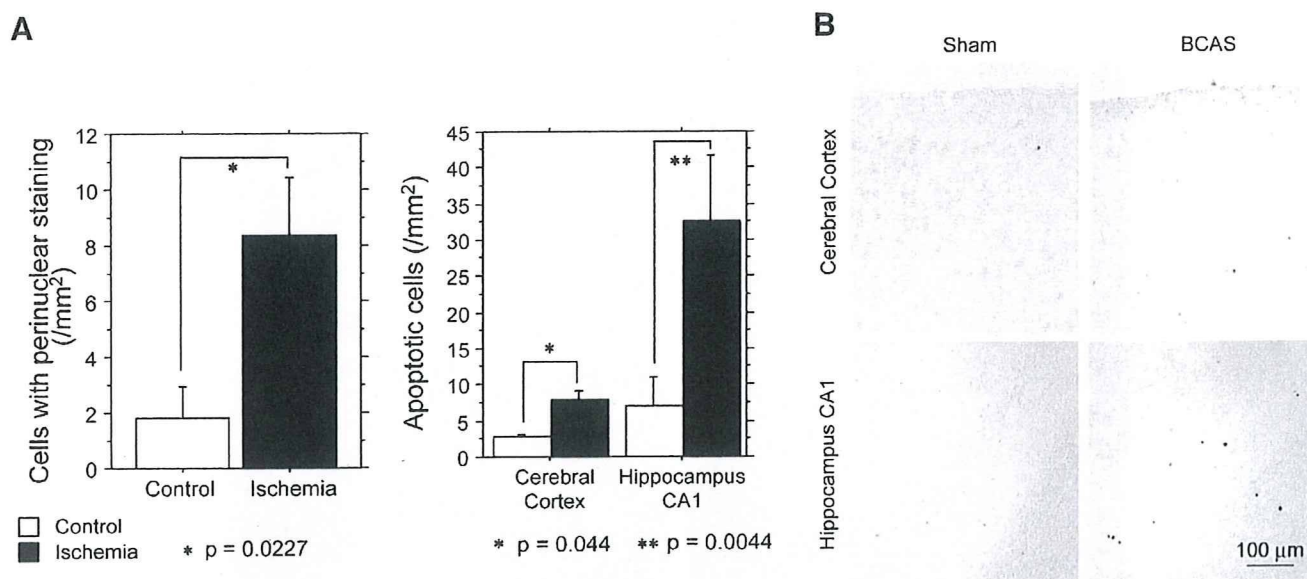 A
Cells with perinuclear staining
(/mm²)
12
10
8
6
4
2
0
*
Control
Ischemia
Control
Ischemia
* p = 0.0227
Apoptotic cells (/mm²)
45
40
35
30
25
20
15
10
5
0
*
**
Cerebral
Cortex
Hippocampus
CA1
* p = 0.044
** p = 0.0044
B
Sham
BCAS
Cerebral Cortex
Hippocampus CA1
100 µm